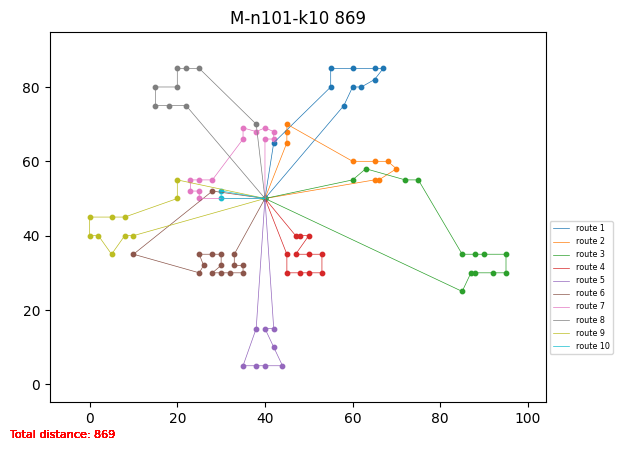 M-n101-k10 869
80
60
40
20
0
0 20 40 60 80 100
route 1
route 2
route 3
route 4
route 5
route 6
route 7
route 8
route 9
route 10
Total distance: 869